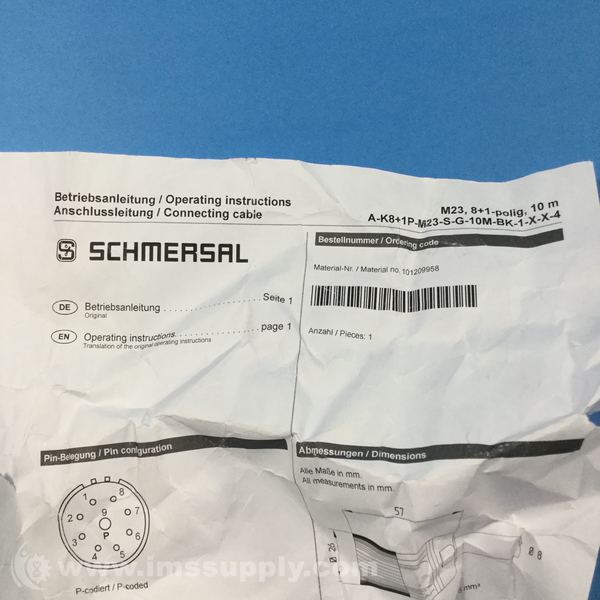 Betriebsanleitung / Operating instructions
Anschlussleitung / Connecting cable
M23, 8+1-polig, 10 m
A-K8+1P-M23-S-G-10M-BK-1-X-X-4
SCHMERSAL
DE Betriebsanleitung . . . . . . . . . . . . . . . . . Seite 1
Original
EN Operating instructions. . . . . . . . . . . . . . . page 1
Translation of the original operating instructions
Bestellnummer / Ordering code
Material-Nr. / Material no. 101209958
Anzahl / Pieces: 1
Pin-Belegung / Pin configuration
1 8
2 9 7
3 P 6
4 5
P-codiert / P-coded
Abmessungen / Dimensions
Alle Maße in mm.
All measurements in mm.
57
Ø 26
Ø 8
mm²
www.imssupply.com